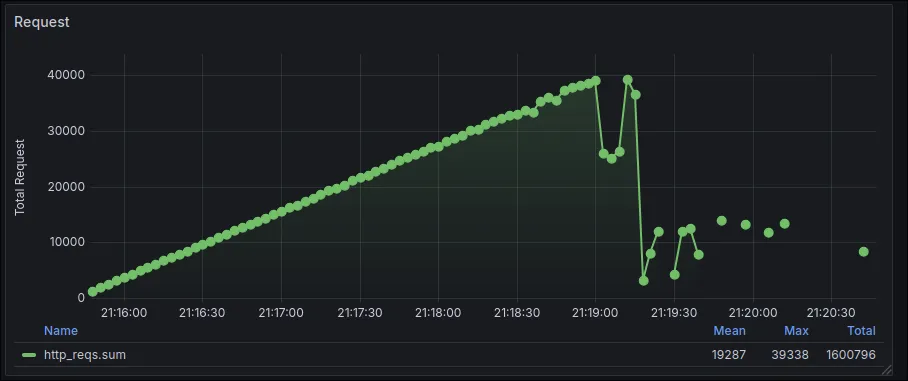 Request
40000
30000
20000
10000
0
Total Request
21:16:00 21:16:30 21:17:00 21:17:30 21:18:00 21:18:30 21:19:00 21:19:30 21:20:00 21:20:30
Name Mean Max Total
http_reqs.sum 19287 39338 1600796